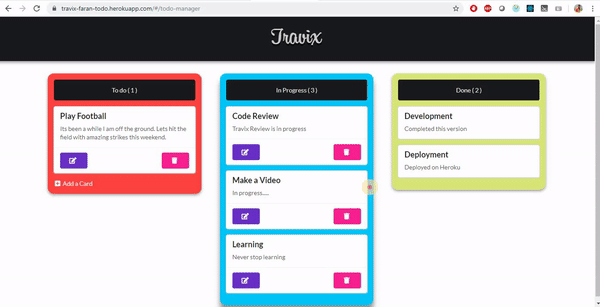 travix-faran-todo.herokuapp.com/#/todo-manager
Travix
To do ( 1 )
Play Football
Its been a while I am off the ground. Lets hit the
field with amazing strikes this weekend.
Add a Card
In Progress ( 3 )
Code Review
Travix Review is in progress
Make a Video
In progress.....
Learning
Never stop learning
Done ( 2 )
Development
Completed this version
Deployment
Deployed on Heroku